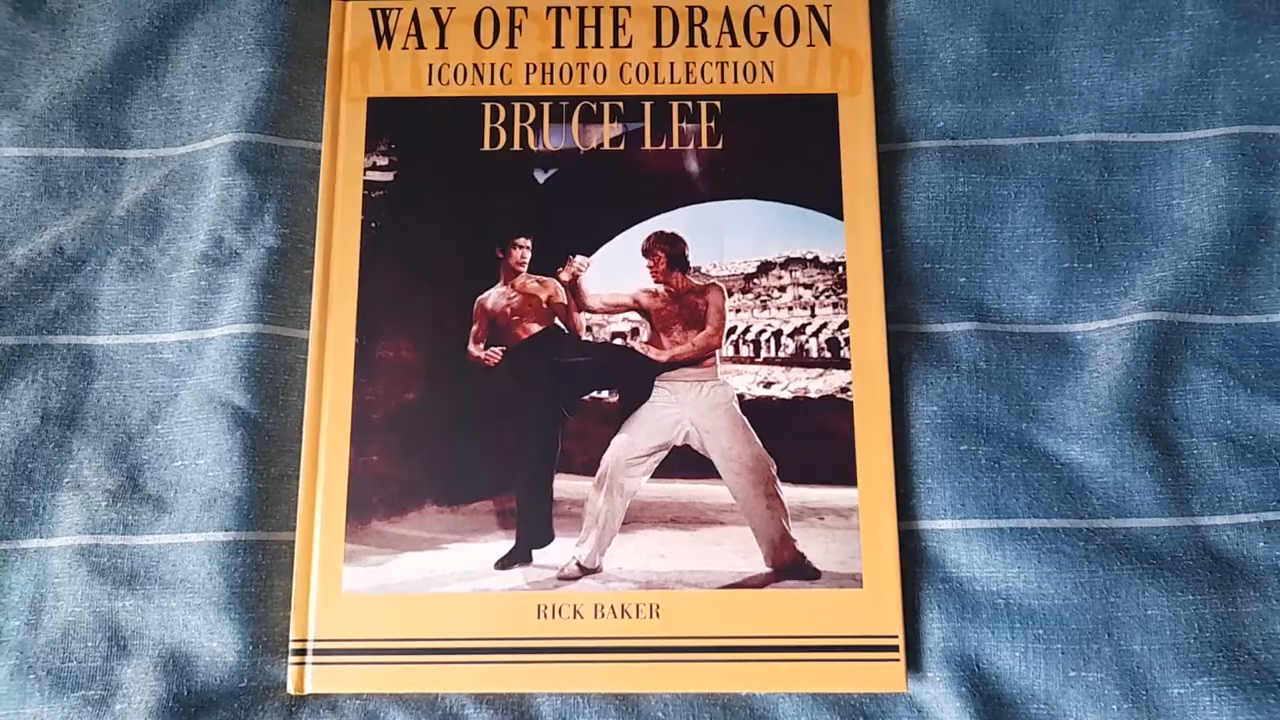 WAY OF THE DRAGON
ICONIC PHOTO COLLECTION
BRUCE LEE
RICK BAKER